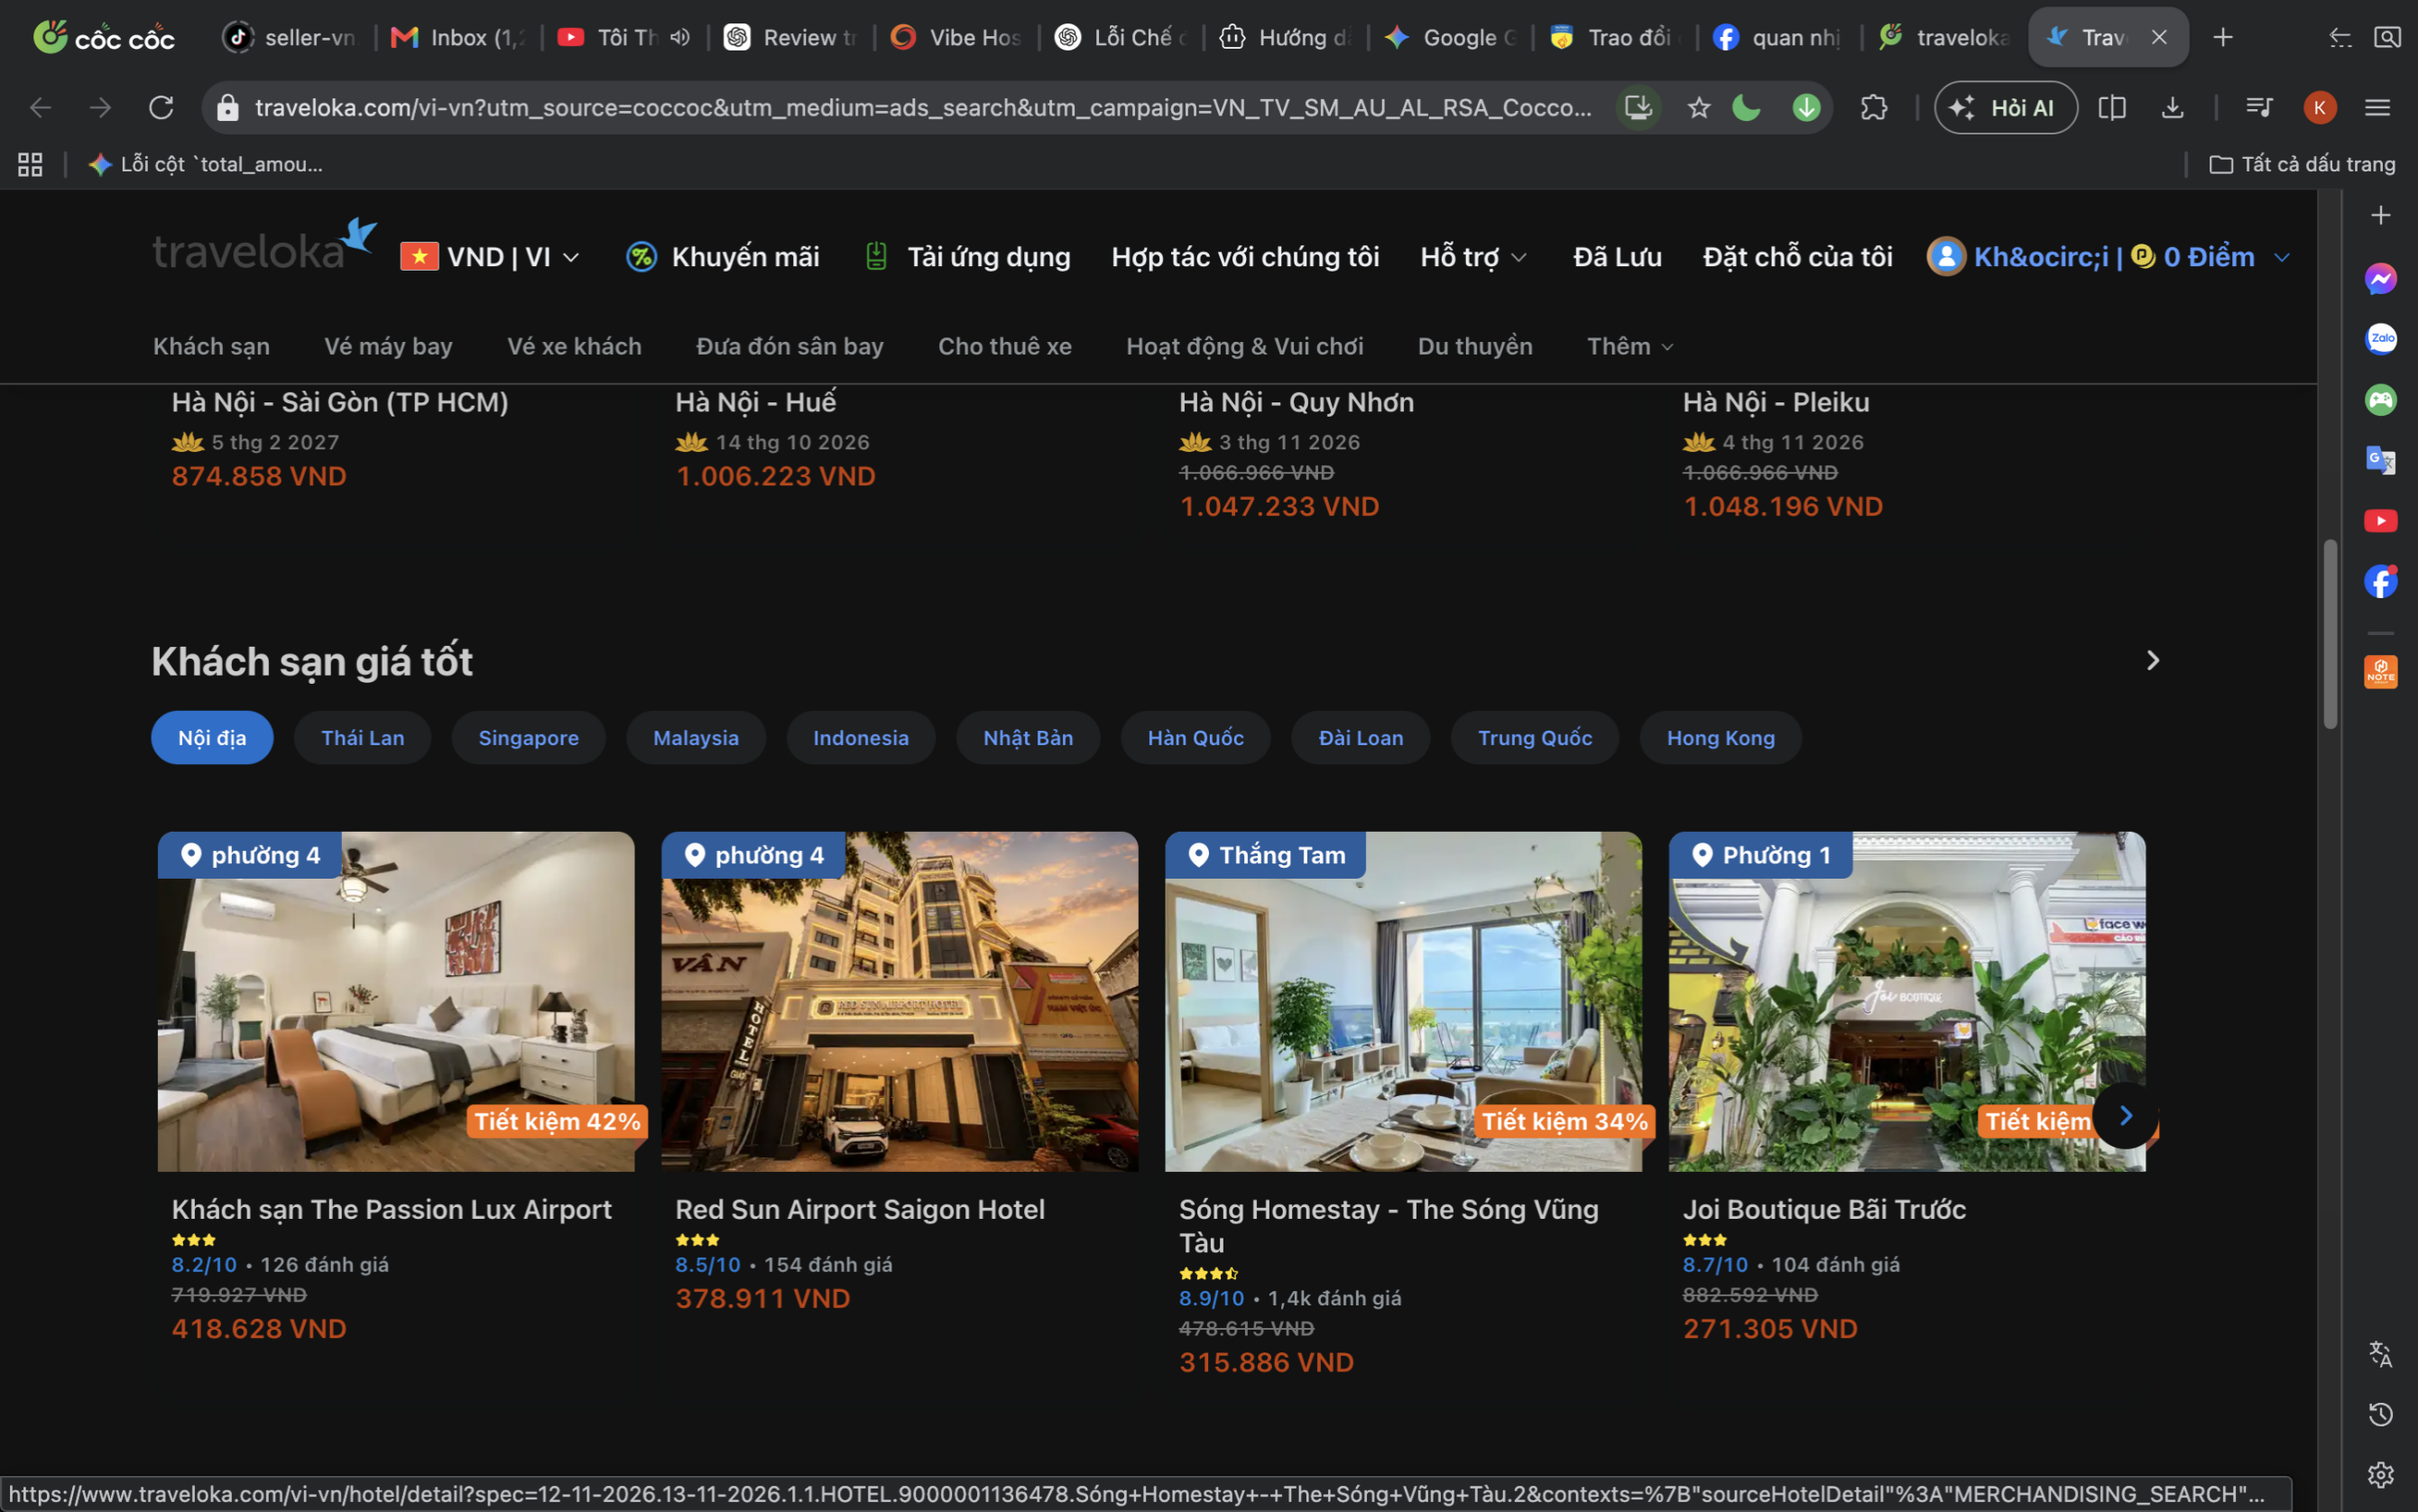 cốc cốc
seller-vn
Inbox (1,2
Tôi Th
Review tr
Vibe Hos
Lỗi Chế
Hướng d
Google G
Trao đổi
quan nhị
traveloka
Trav
traveloka.com/vi-vn?utm_source=coccoc&utm_medium=ads_search&utm_campaign=VN_TV_SM_AU_AL_RSA_Cocco...
Hỏi AI
K
Lỗi cột `total_amou...
Tất cả dấu trang
traveloka
VND | VI
Khuyến mãi
Tải ứng dụng
Hợp tác với chúng tôi
Hỗ trợ
Đã Lưu
Đặt chỗ của tôi
Kh&ocirc;i | 0 Điểm
Khách sạn
Vé máy bay
Vé xe khách
Đưa đón sân bay
Cho thuê xe
Hoạt động & Vui chơi
Du thuyền
Thêm
Zalo
NOTE
Hà Nội - Sài Gòn (TP HCM)
5 thg 2 2027
874.858 VND
Hà Nội - Huế
14 thg 10 2026
1.006.223 VND
Hà Nội - Quy Nhơn
3 thg 11 2026
1.066.966 VND
1.047.233 VND
Hà Nội - Pleiku
4 thg 11 2026
1.066.966 VND
1.048.196 VND
Khách sạn giá tốt
Nội địa
Thái Lan
Singapore
Malaysia
Indonesia
Nhật Bản
Hàn Quốc
Đài Loan
Trung Quốc
Hong Kong
phường 4
Tiết kiệm 42%
Khách sạn The Passion Lux Airport
8.2/10 • 126 đánh giá
719.927 VND
418.628 VND
phường 4
VÂN
HOTEL
RED SUN AIRPORT HOTEL
Red Sun Airport Saigon Hotel
8.5/10 • 154 đánh giá
378.911 VND
Thắng Tam
Tiết kiệm 34%
Sóng Homestay - The Sóng Vũng
Tàu
8.9/10 • 1,4k đánh giá
478.615 VND
315.886 VND
Phường 1
face w
Joi BOUTIQUE
Tiết kiệm
Joi Boutique Bãi Trước
8.7/10 • 104 đánh giá
882.592 VND
271.305 VND
https://www.traveloka.com/vi-vn/hotel/detail?spec=12-11-2026.13-11-2026.1.1.HOTEL.9000001136478.Sóng+Homestay+-+The+Sóng+Vũng+Tàu.2&contexts=%7B"sourceHotelDetail"%3A"MERCHANDISING_SEARCH"...